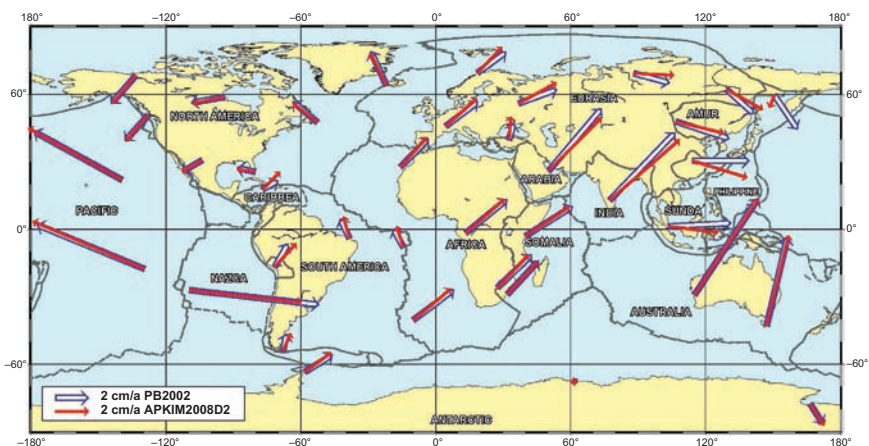 180° −120° −60° 0° 60° 120° 180°
60° 60°
NORTH AMERICA
EURASIA
AMUR
ARABIA
CARIBBEA
PACIFIC
INDIA
PHILIPPINE
SUNDA
0° 0°
AFRICA
SOMALIA
SOUTH AMERICA
NAZCA
AUSTRALIA
−60° −60°
2 cm/a PB2002
2 cm/a APKIM2008D2
ANTARCTIC
180° −120° −60° 0° 60° 120° 180°